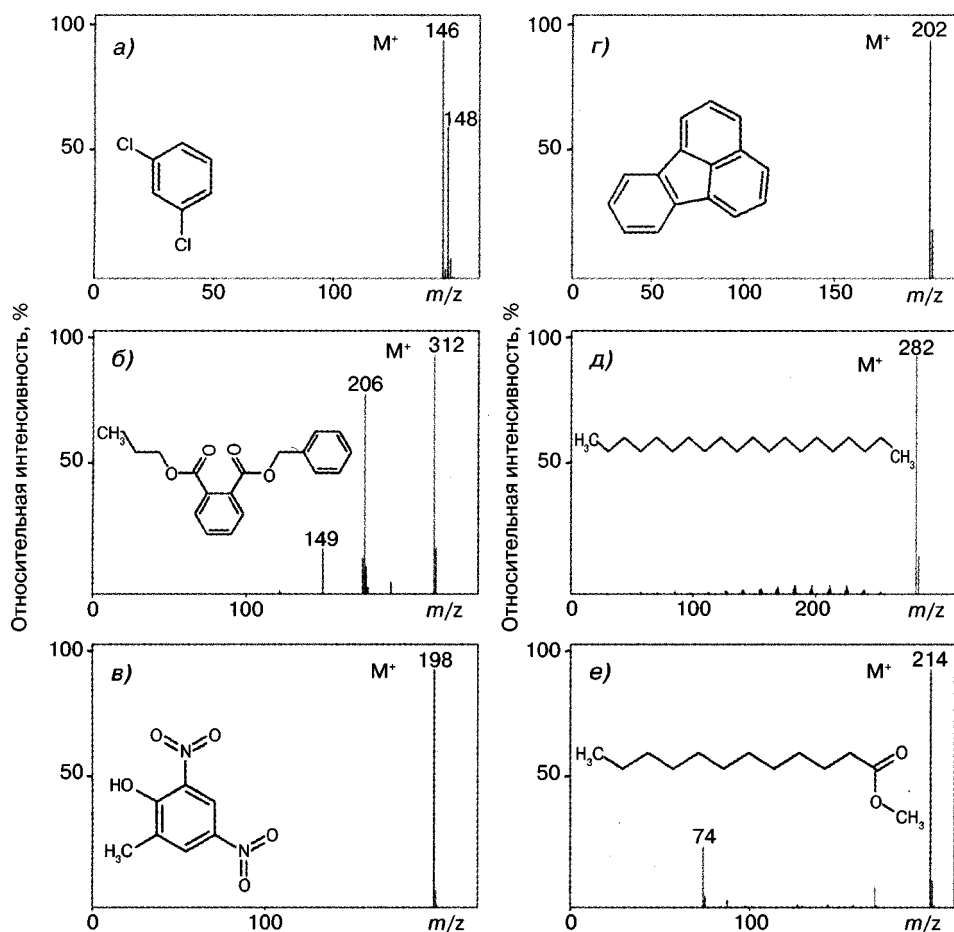 Относительная интенсивность, %
100
а)
M⁺
146
148
50
Cl
Cl
0
50
100
m/z
100
г)
M⁺
202
50
0
50
100
150
m/z
Относительная интенсивность, %
100
б)
M⁺
312
206
CH₃
O
O
50
O
O
149
0
100
m/z
100
д)
M⁺
282
H₃C
CH₃
50
0
100
200
m/z
100
в)
M⁺
198
O
O
N
50
HO
O
N
H₃C
O
0
100
m/z
100
е)
M⁺
214
H₃C
O
50
O
CH₃
74
0
100
m/z